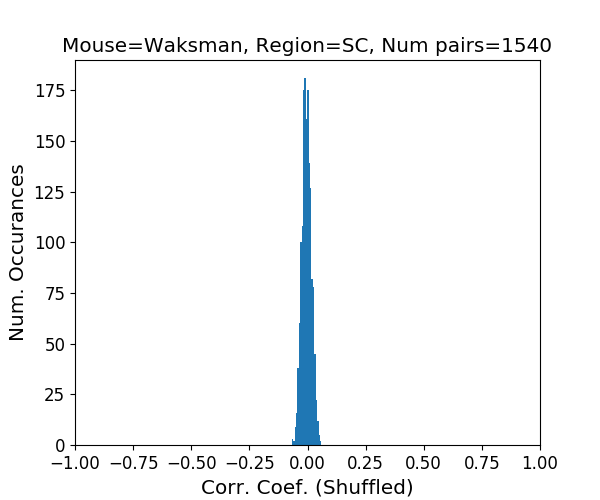 Mouse=Waksman, Region=SC, Num pairs=1540
Num. Occurances
175
150
125
100
75
50
25
0
−1.00 −0.75 −0.50 −0.25 0.00 0.25 0.50 0.75 1.00
Corr. Coef. (Shuffled)